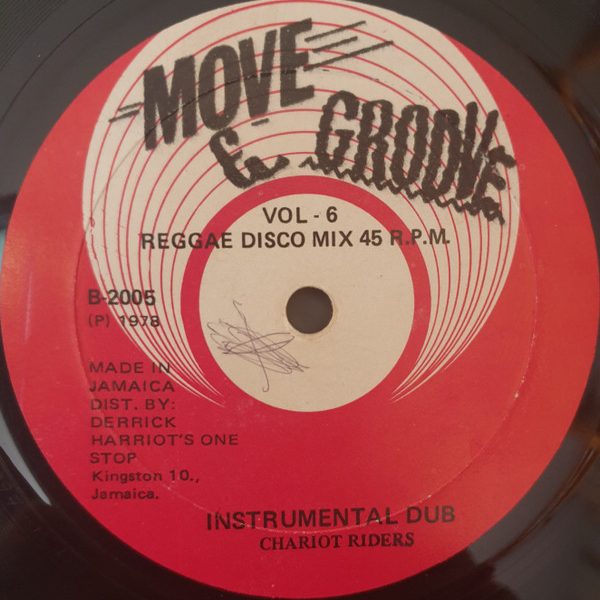 MOVE
& GROOVE
VOL - 6
REGGAE DISCO MIX 45 R.P.M.
B-2005
(P) 1978
MADE IN
JAMAICA
DIST. BY:
DERRICK
HARRIOT'S ONE
STOP
Kingston 10.,
Jamaica.
INSTRUMENTAL DUB
CHARIOT RIDERS